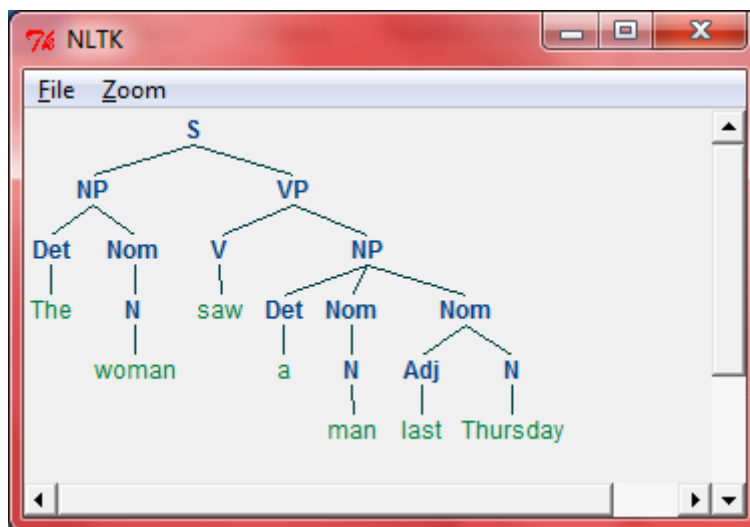 NLTK
File Zoom
S
NP VP
Det Nom V NP
The N saw Det Nom Nom
woman a N Adj N
man last Thursday